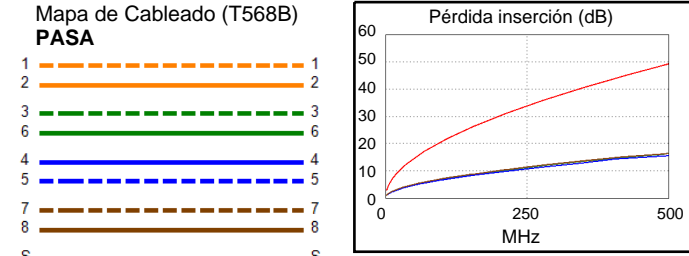 Mapa de Cableado (T568B)
PASA
1 1
2 2
3 3
6 6
4 4
5 5
7 7
8 8
S S
Pérdida inserción (dB)
60
50
40
30
20
10
0
0 250 500
MHz